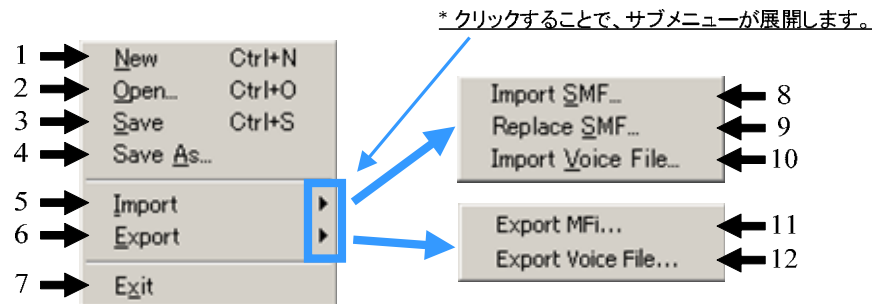 * クリックすることで、サブメニューが展開します。
1 New Ctrl+N
2 Open... Ctrl+O
3 Save Ctrl+S
4 Save As...
5 Import
6 Export
7 Exit
Import SMF... 8
Replace SMF... 9
Import Voice File... 10
Export MFi... 11
Export Voice File... 12